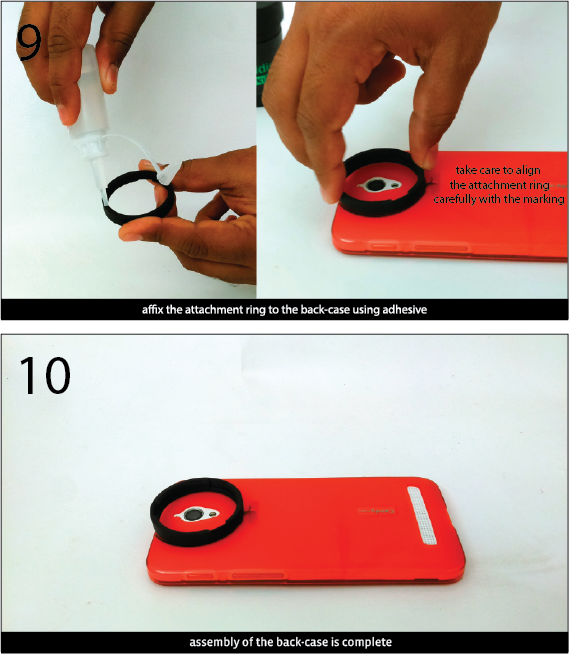 9
take care to align
the attachment ring
carefully with the marking
affix the attachment ring to the back-case using adhesive
10
assembly of the back-case is complete